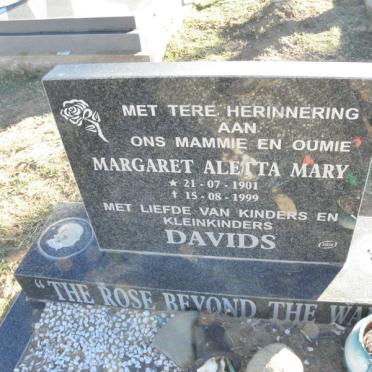 MET TERE HERINNERING
AAN
ONS MAMMIE EN OUMIE
MARGARET ALETTA MARY
★ 21 - 07 - 1901
† 15 - 08 - 1999
MET LIEFDE VAN KINDERS EN
KLEINKINDERS
DAVIDS
"THE ROSE BEYOND THE